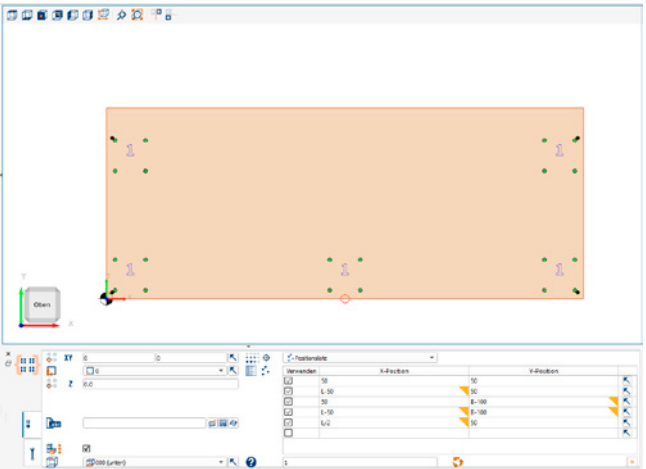 1
1
1
1
1
Y
Oben
X
XY 0 0
0
Z 0.0
000 (unten)
Positionsliste
Verwenden X-Position Y-Position
50 50
L-50 50
50 B-100
L-50 B-100
L/2 50
1